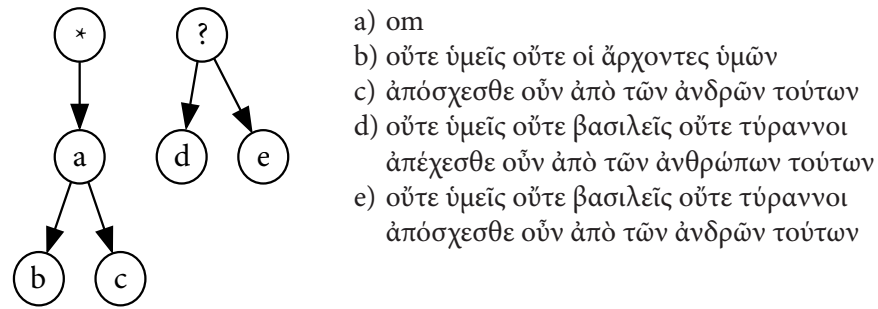 *
?
a
d
e
b
c
a) om
b) οὔτε ὑμεῖς οὔτε οἱ ἄρχοντες ὑμῶν
c) ἀπόσχεσθε οὖν ἀπὸ τῶν ἀνδρῶν τούτων
d) οὔτε ὑμεῖς οὔτε βασιλεῖς οὔτε τύραννοι
ἀπέχεσθε οὖν ἀπὸ τῶν ἀνθρώπων τούτων
e) οὔτε ὑμεῖς οὔτε βασιλεῖς οὔτε τύραννοι
ἀπόσχεσθε οὖν ἀπὸ τῶν ἀνδρῶν τούτων